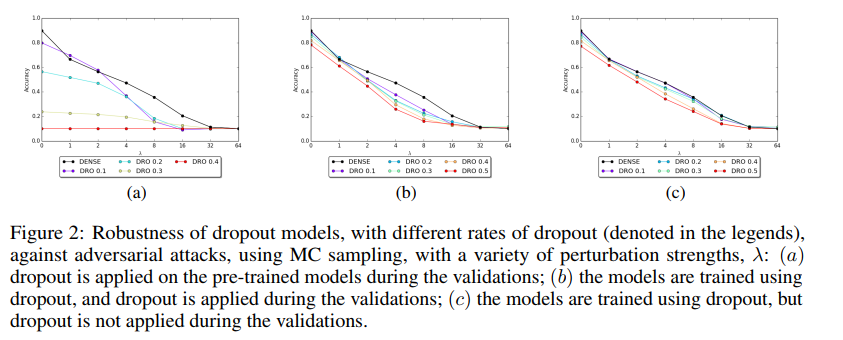 (a)
(b)
(c)
1.0
0.8
0.6
0.4
0.2
0.0
Accuracy
0 1 2 4 8 16 32 64
λ
DENSE DRO 0.2 DRO 0.4
DRO 0.1 DRO 0.3
1.0
0.8
0.6
0.4
0.2
0.0
Accuracy
0 1 2 4 8 16 32 64
λ
DENSE DRO 0.2 DRO 0.4
DRO 0.1 DRO 0.3 DRO 0.5
1.0
0.8
0.6
0.4
0.2
0.0
Accuracy
0 1 2 4 8 16 32 64
λ
DENSE DRO 0.2 DRO 0.4
DRO 0.1 DRO 0.3 DRO 0.5
(a) (b) (c)
Figure 2: Robustness of dropout models, with different rates of dropout (denoted in the legends),
against adversarial attacks, using MC sampling, with a variety of perturbation strengths, λ: (a)
dropout is applied on the pre-trained models during the validations; (b) the models are trained using
dropout, and dropout is applied during the validations; (c) the models are trained using dropout, but
dropout is not applied during the validations.